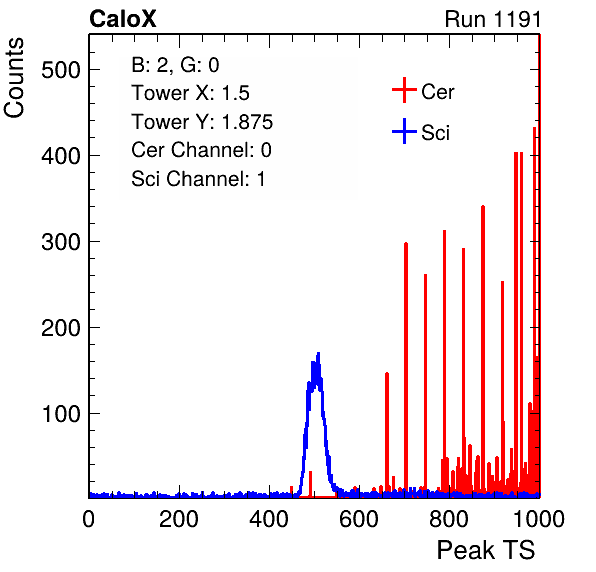 CaloX Run 1191
Counts
B: 2, G: 0
Tower X: 1.5
Tower Y: 1.875
Cer Channel: 0
Sci Channel: 1
Cer
Sci
500
400
300
200
100
0 200 400 600 800 1000
Peak TS